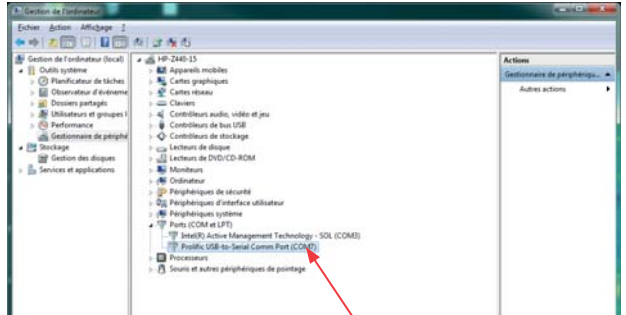 Gestion de l'ordinateur
Fichier Action Affichage ?
Gestion de l'ordinateur (local)
Outils système
Planificateur de tâches
Observateur d'événeme
Dossiers partagés
Utilisateurs et groupes l
Performance
Gestionnaire de périphé
Stockage
Gestion des disques
Services et applications
HP-Z440-15
Appareils mobiles
Cartes graphiques
Cartes réseau
Claviers
Contrôleurs audio, vidéo et jeu
Contrôleurs de bus USB
Contrôleurs de stockage
Lecteurs de disque
Lecteurs de DVD/CD-ROM
Moniteurs
Ordinateur
Périphériques de sécurité
Périphériques d'interface utilisateur
Périphériques système
Ports (COM et LPT)
Intel(R) Active Management Technology - SOL (COM3)
Prolific USB-to-Serial Comm Port (COM7)
Processeurs
Souris et autres périphériques de pointage
Actions
Gestionnaire de périphériqu...
Autres actions